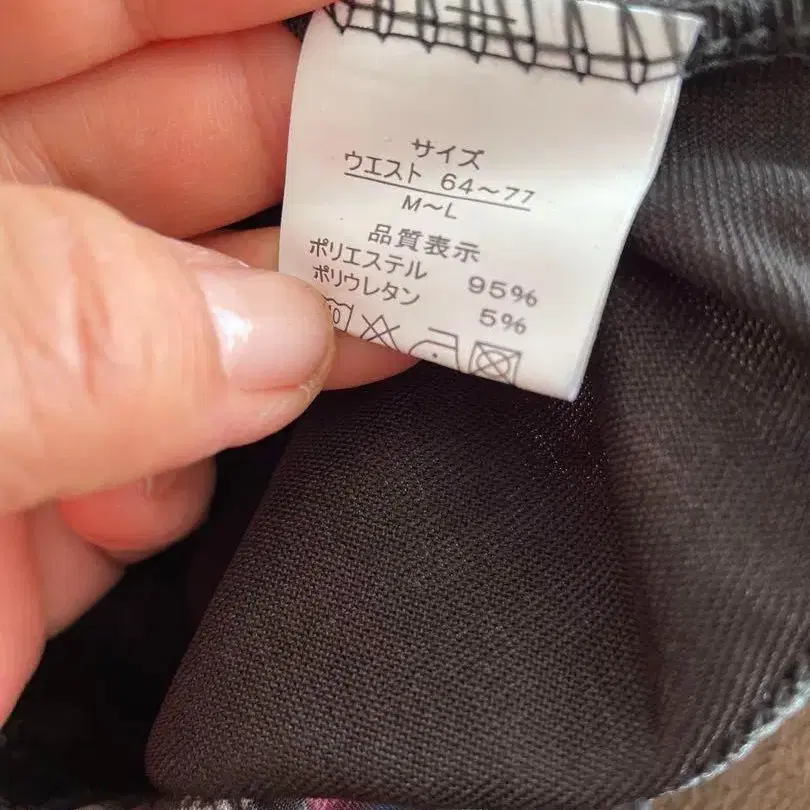 サイズ
ウエスト 64～77
M～L
品質表示
ポリエステル 95%
ポリウレタン 5%